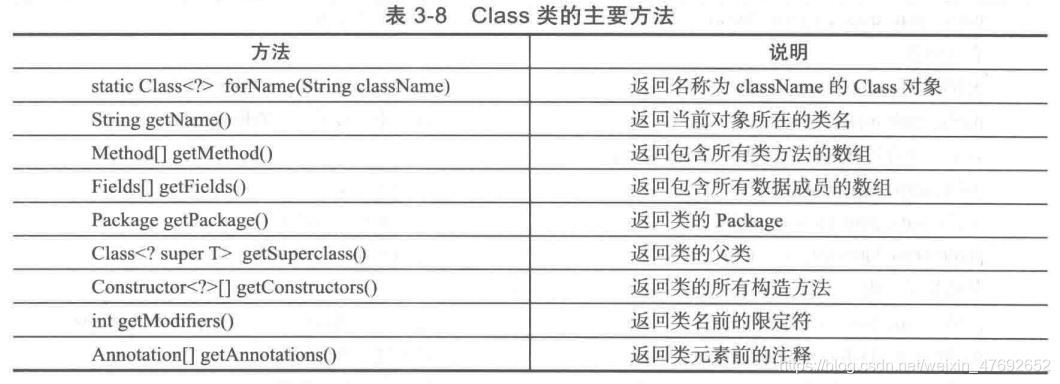 表 3-8 Class 类的主要方法
方法 说明
static Class<?> forName(String className) 返回名称为 className 的 Class 对象
String getName() 返回当前对象所在的类名
Method[] getMethod() 返回包含所有类方法的数组
Fields[] getFields() 返回包含所有数据成员的数组
Package getPackage() 返回类的 Package
Class<? super T> getSuperclass() 返回类的父类
Constructor<?>[] getConstructors() 返回类的所有构造方法
int getModifiers() 返回类名前的限定符
Annotation[] getAnnotations() 返回类元素前的注释
https://blog.csdn.net/weixin_47692652